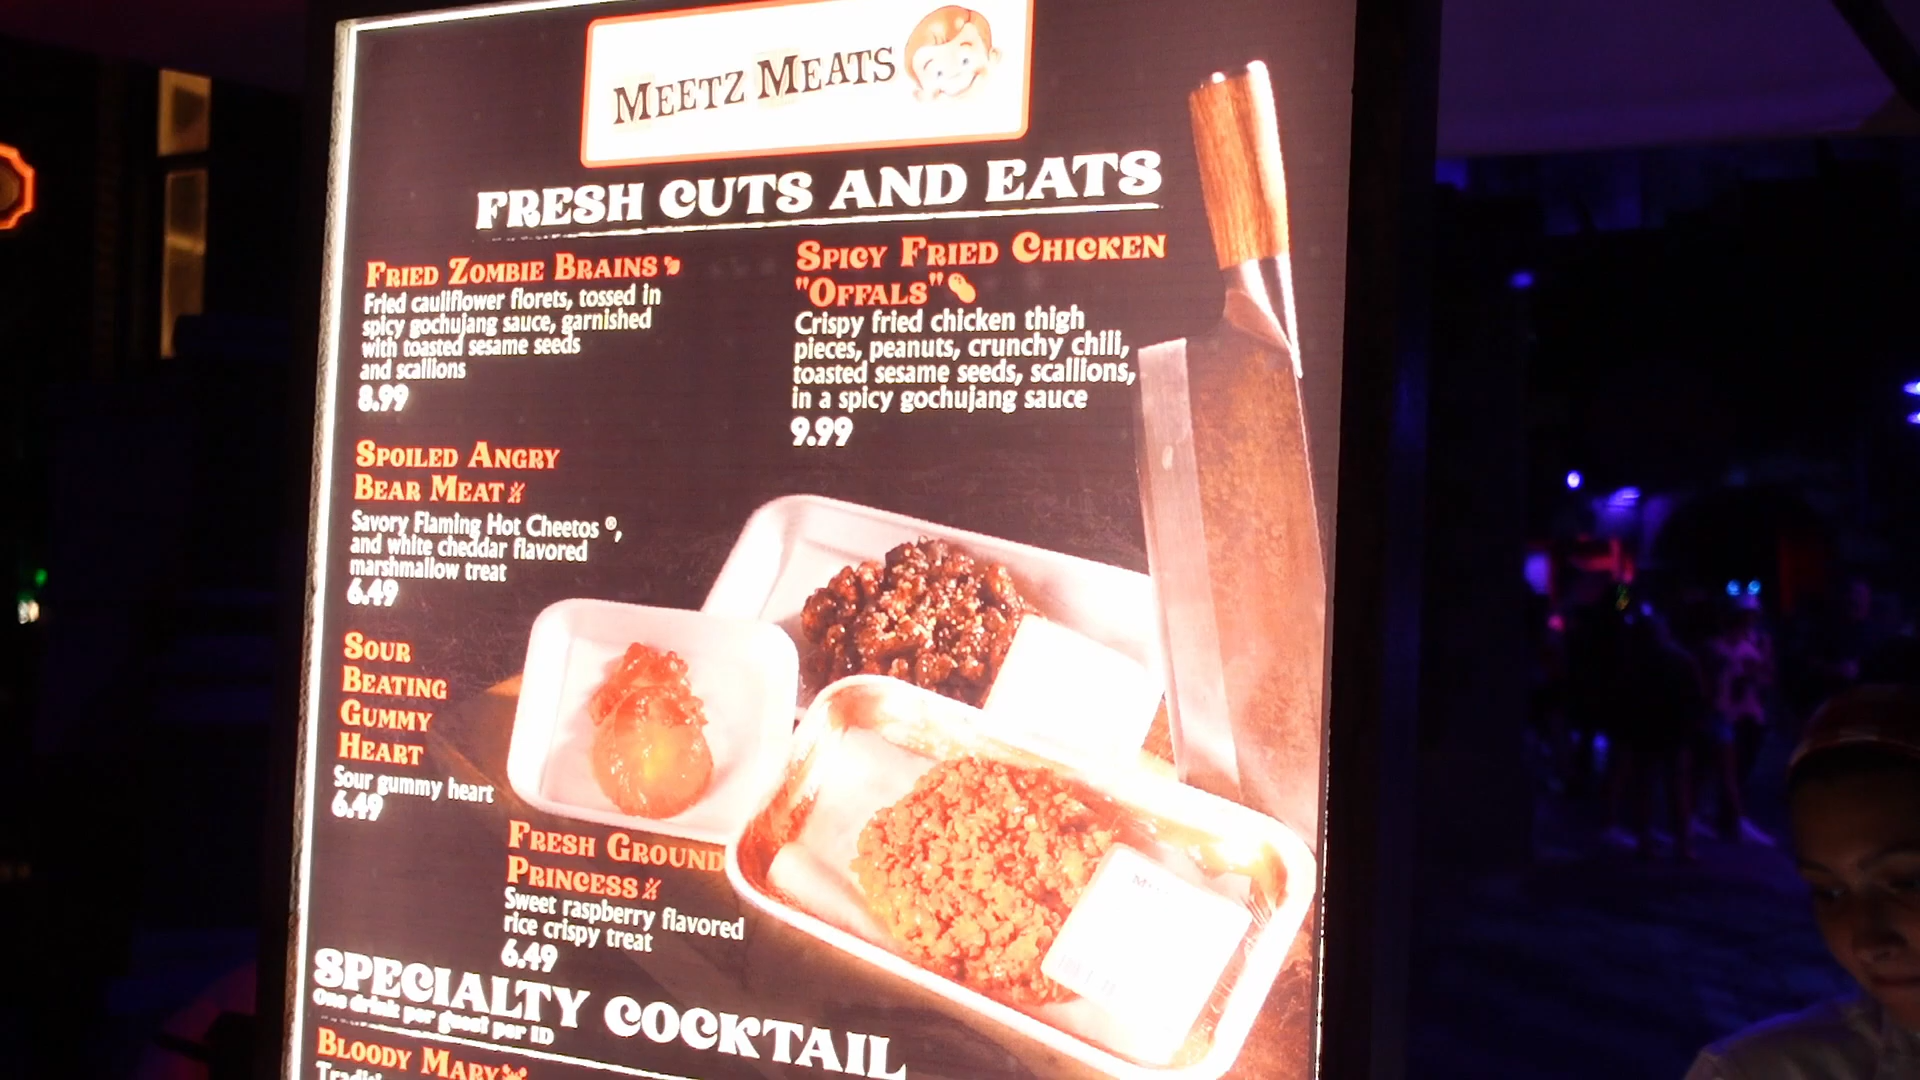 MEETZ MEATS
FRESH CUTS AND EATS
FRIED ZOMBIE BRAINS
Fried cauliflower florets, tossed in
spicy gochujang sauce, garnished
with toasted sesame seeds
and scallions
8.99
SPOILED ANGRY
BEAR MEAT
Savory Flaming Hot Cheetos ®,
and white cheddar flavored
marshmallow treat
6.49
SOUR
BEATING
GUMMY
HEART
Sour gummy heart
6.49
FRESH GROUND
PRINCESS
Sweet raspberry flavored
rice crispy treat
6.49
SPICY FRIED CHICKEN
"OFFALS"
Crispy fried chicken thigh
pieces, peanuts, crunchy chili,
toasted sesame seeds, scallions,
in a spicy gochujang sauce
9.99
SPECIALTY COCKTAIL
One drink per guest per ID
BLOODY MARY